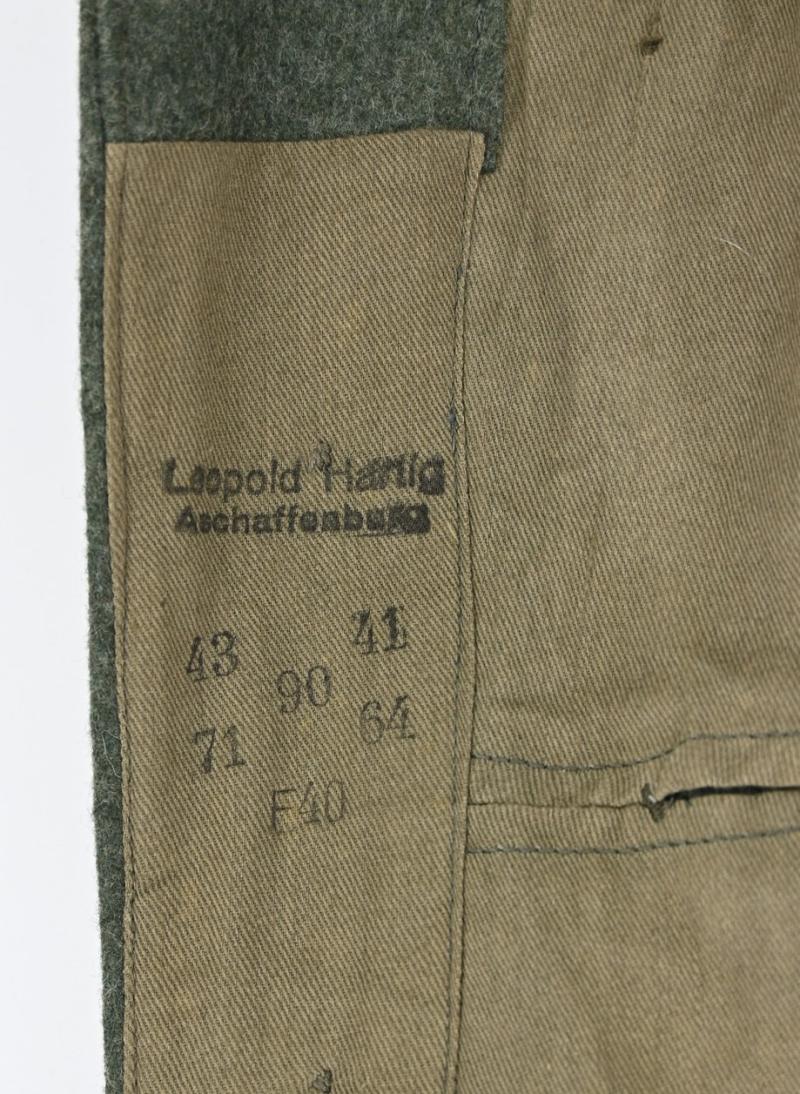 Leopold Hartig
Aschaffenburg
43 41
90
71 64
F40